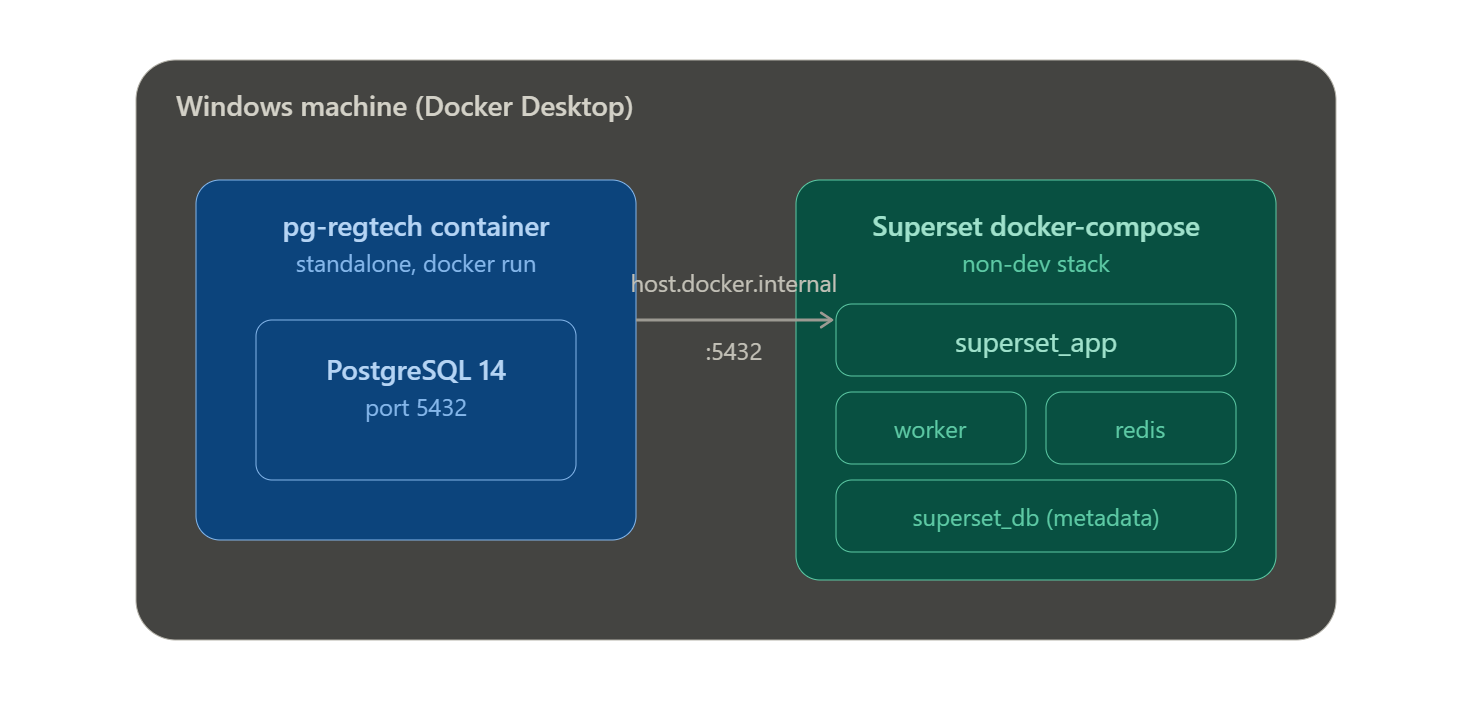 Windows machine (Docker Desktop)
pg-regtech container
standalone, docker run
PostgreSQL 14
port 5432
host.docker.internal
:5432
Superset docker-compose
non-dev stack
superset_app
worker
redis
superset_db (metadata)